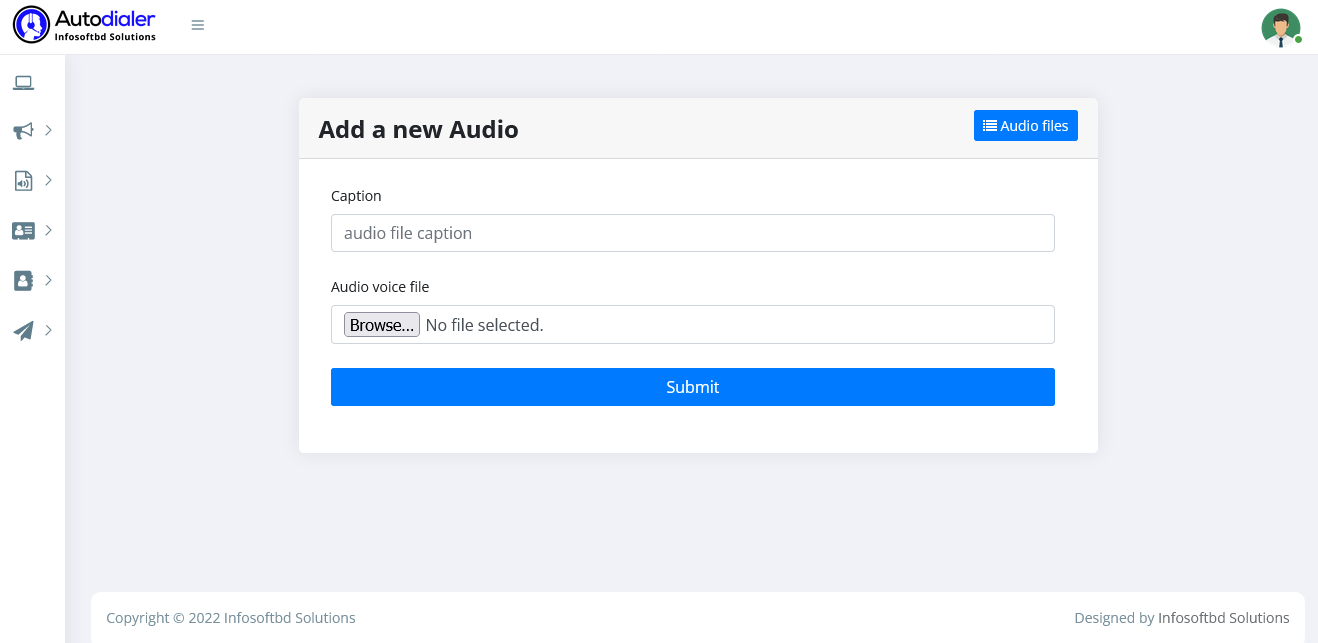 Autodialer
Infosoftbd Solutions
Add a new Audio
Audio files
Caption
audio file caption
Audio voice file
Browse... No file selected.
Submit
Copyright © 2022 Infosoftbd Solutions
Designed by Infosoftbd Solutions